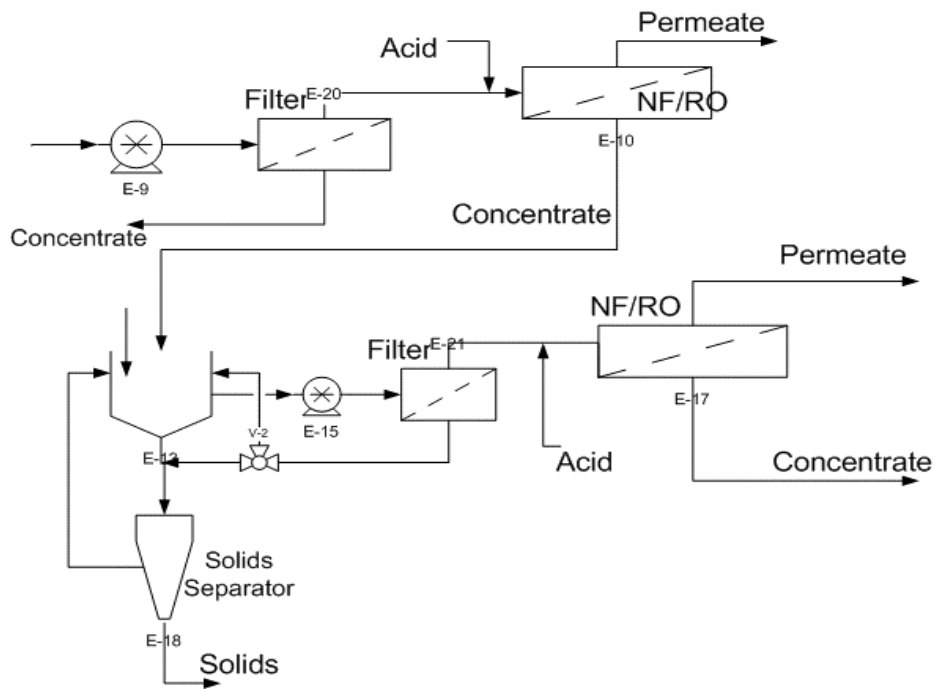 Permeate
Acid
Filter
E-20
NF/RO
E-10
E-9
Concentrate
Concentrate
Permeate
NF/RO
Filter
E-21
E-17
V-2
E-15
E-12
Acid
Concentrate
Solids
Separator
E-18
Solids